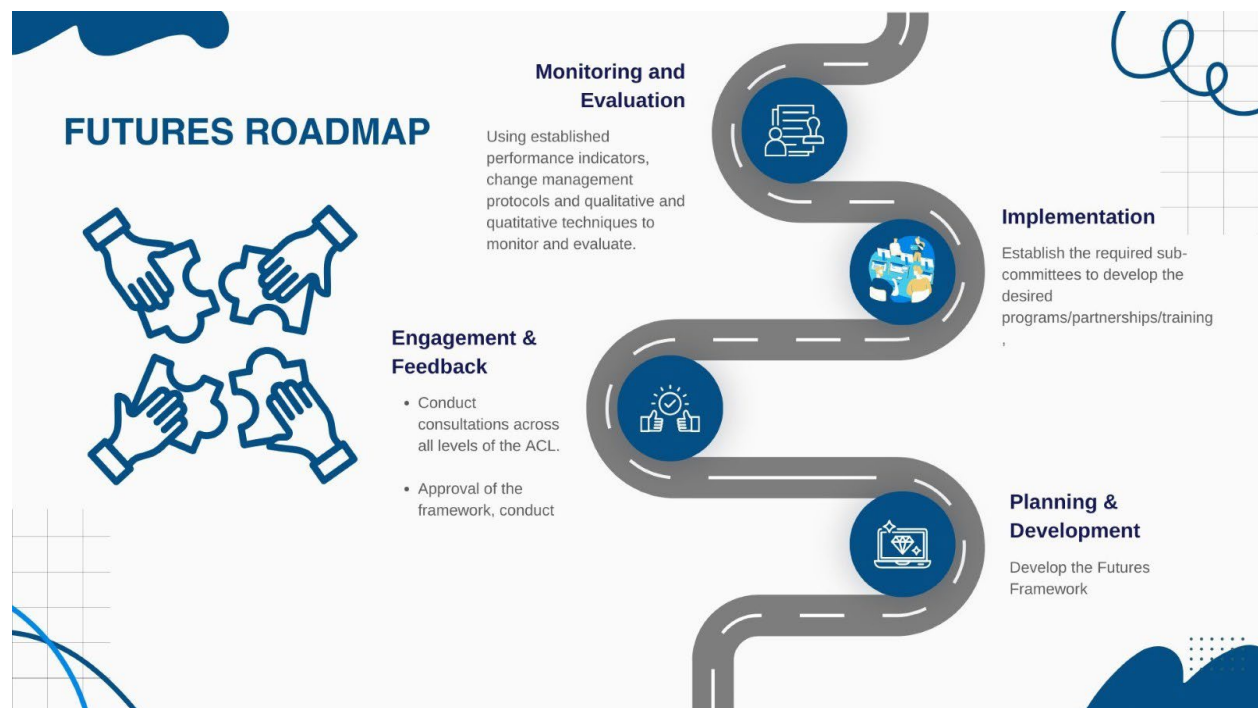 FUTURES ROADMAP
Monitoring and
Evaluation
Using established
performance indicators,
change management
protocols and qualitative and
quatitative techniques to
monitor and evaluate.
Implementation
Establish the required sub-
committees to develop the
desired
programs/partnerships/training
,
Engagement &
Feedback
• Conduct
consultations across
all levels of the ACL.
• Approval of the
framework, conduct
Planning &
Development
Develop the Futures
Framework